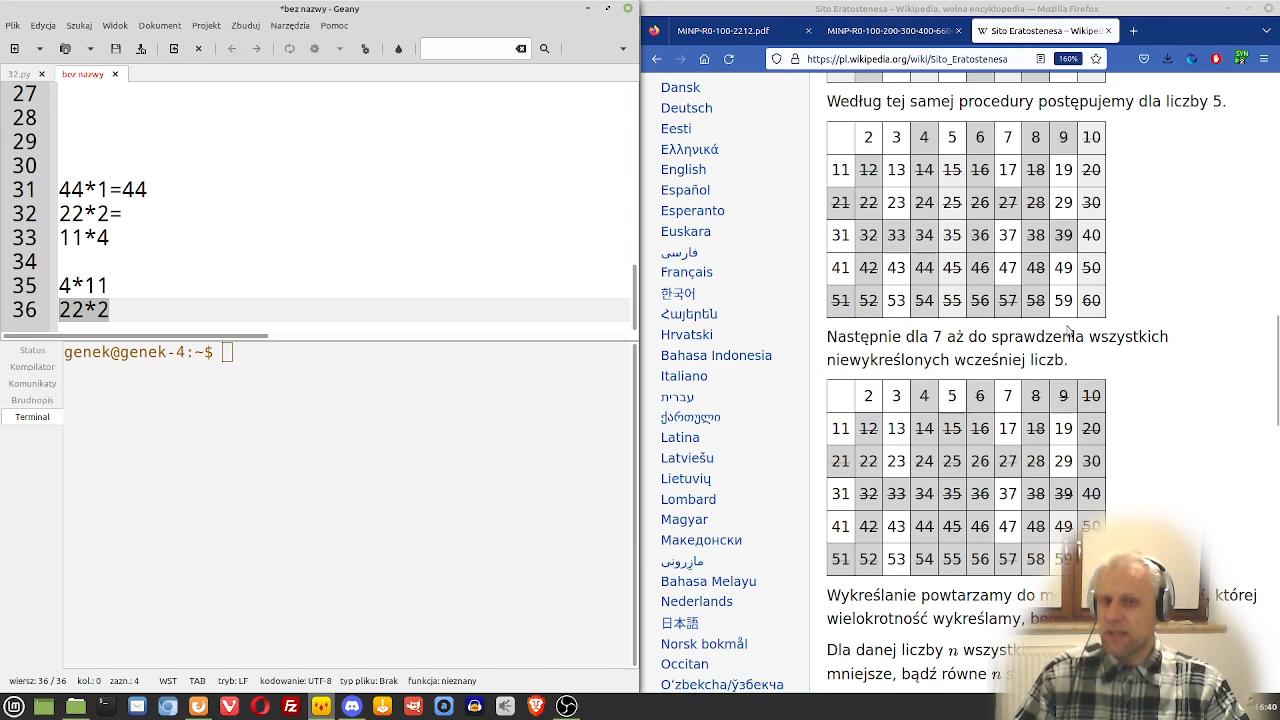 *bez nazwy - Geany
Plik Edycja Szukaj Widok Dokument Projekt Zbuduj Narzędzia Pomoc
32.py bez nazwy
27
28
29
30
31 44*1=44
32 22*2=
33 11*4
34
35 4*11
36 22*2
Status
Kompilator
Komunikaty
Brudnopis
Terminal
genek@genek-4:~$
wiersz: 36 / 36 kol.: 0 zazn.: 4 WST TAB tryb: LF kodowanie: UTF-8 typ pliku: Brak funkcja: nieznany
Sito Eratostenesa – Wikipedia, wolna encyklopedia — Mozilla Firefox
MINP-R0-100-2212.pdf
MINP-R0-100-200-300-400-660-
Sito Eratostenesa – Wikiped
https://pl.wikipedia.org/wiki/Sito_Eratostenesa 160%
Dansk
Deutsch
Eesti
Ελληνικά
English
Español
Esperanto
Euskara
فارسی
Français
한국어
Հայերեն
Hrvatski
Bahasa Indonesia
Italiano
עברית
ქართული
Latina
Latviešu
Lietuvių
Lombard
Magyar
Македонски
مازِرونی
Bahasa Melayu
Nederlands
日本語
Norsk bokmål
Occitan
Oʻzbekcha/ўзбекча
Według tej samej procedury postępujemy dla liczby 5.
2 3 4 5 6 7 8 9 10
11 12 13 14 15 16 17 18 19 20
21 22 23 24 25 26 27 28 29 30
31 32 33 34 35 36 37 38 39 40
41 42 43 44 45 46 47 48 49 50
51 52 53 54 55 56 57 58 59 60
Następnie dla 7 aż do sprawdzenia wszystkich
niewykreślonych wcześniej liczb.
2 3 4 5 6 7 8 9 10
11 12 13 14 15 16 17 18 19 20
21 22 23 24 25 26 27 28 29 30
31 32 33 34 35 36 37 38 39 40
41 42 43 44 45 46 47 48 49 50
51 52 53 54 55 56 57 58 59
Wykreślanie powtarzamy do której
wielokrotność wykreślamy,
Dla danej liczby n
mniejsze, bądź równe n
16:40